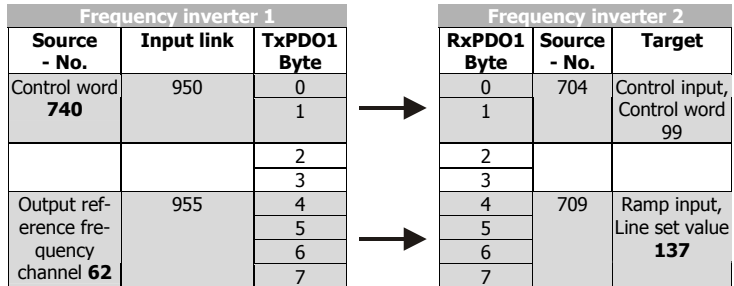 Frequency inverter 1
Source - No. Input link TxPDO1 Byte
Control word 740 950 0
1
2
3
Output ref-erence fre-quency channel 62 955 4
5
6
7
Frequency inverter 2
RxPDO1 Byte Source - No. Target
0 704 Control input, Control word 99
1
2
3
4 709 Ramp input, Line set value 137
5
6
7